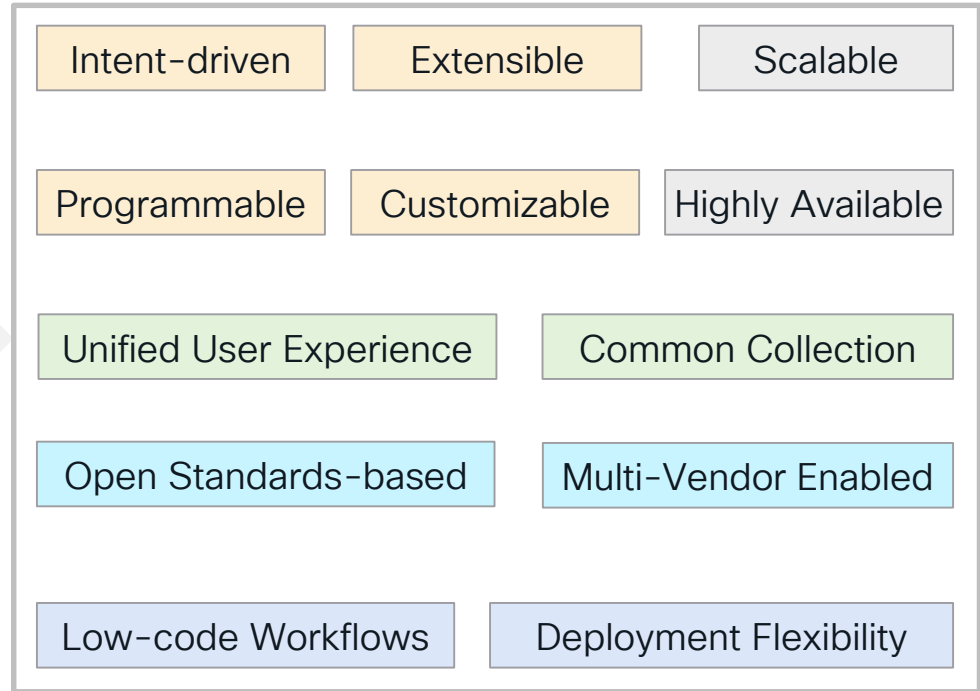 Intent-driven
Extensible
Scalable
Programmable
Customizable
Highly Available
Unified User Experience
Common Collection
Open Standards-based
Multi-Vendor Enabled
Low-code Workflows
Deployment Flexibility